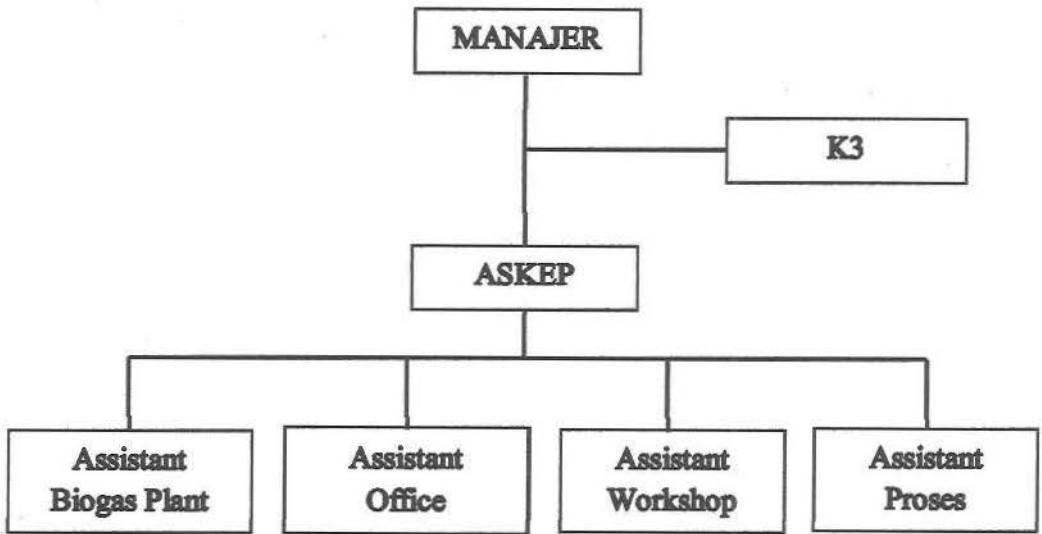 MANAJER
K3
ASKEP
Assistant
Biogas Plant
Assistant
Office
Assistant
Workshop
Assistant
Proses